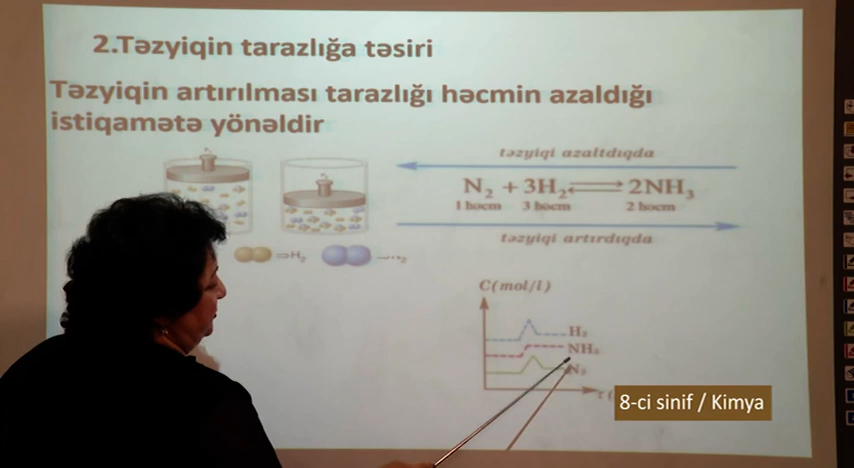 2.Təzyiqin tarazlığa təsiri
Təzyiqin artırılması tarazlığı həcmin azaldığı
istiqamətə yönəldir
təzyiqi azaltdıqda
N₂ + 3H₂ ⇌ 2NH₃
1 həcm 3 həcm 2 həcm
təzyiqi artırdıqda
⇒H₂
C(mol/l)
H₂
NH₃
N₂
8-ci sinif / Kimya